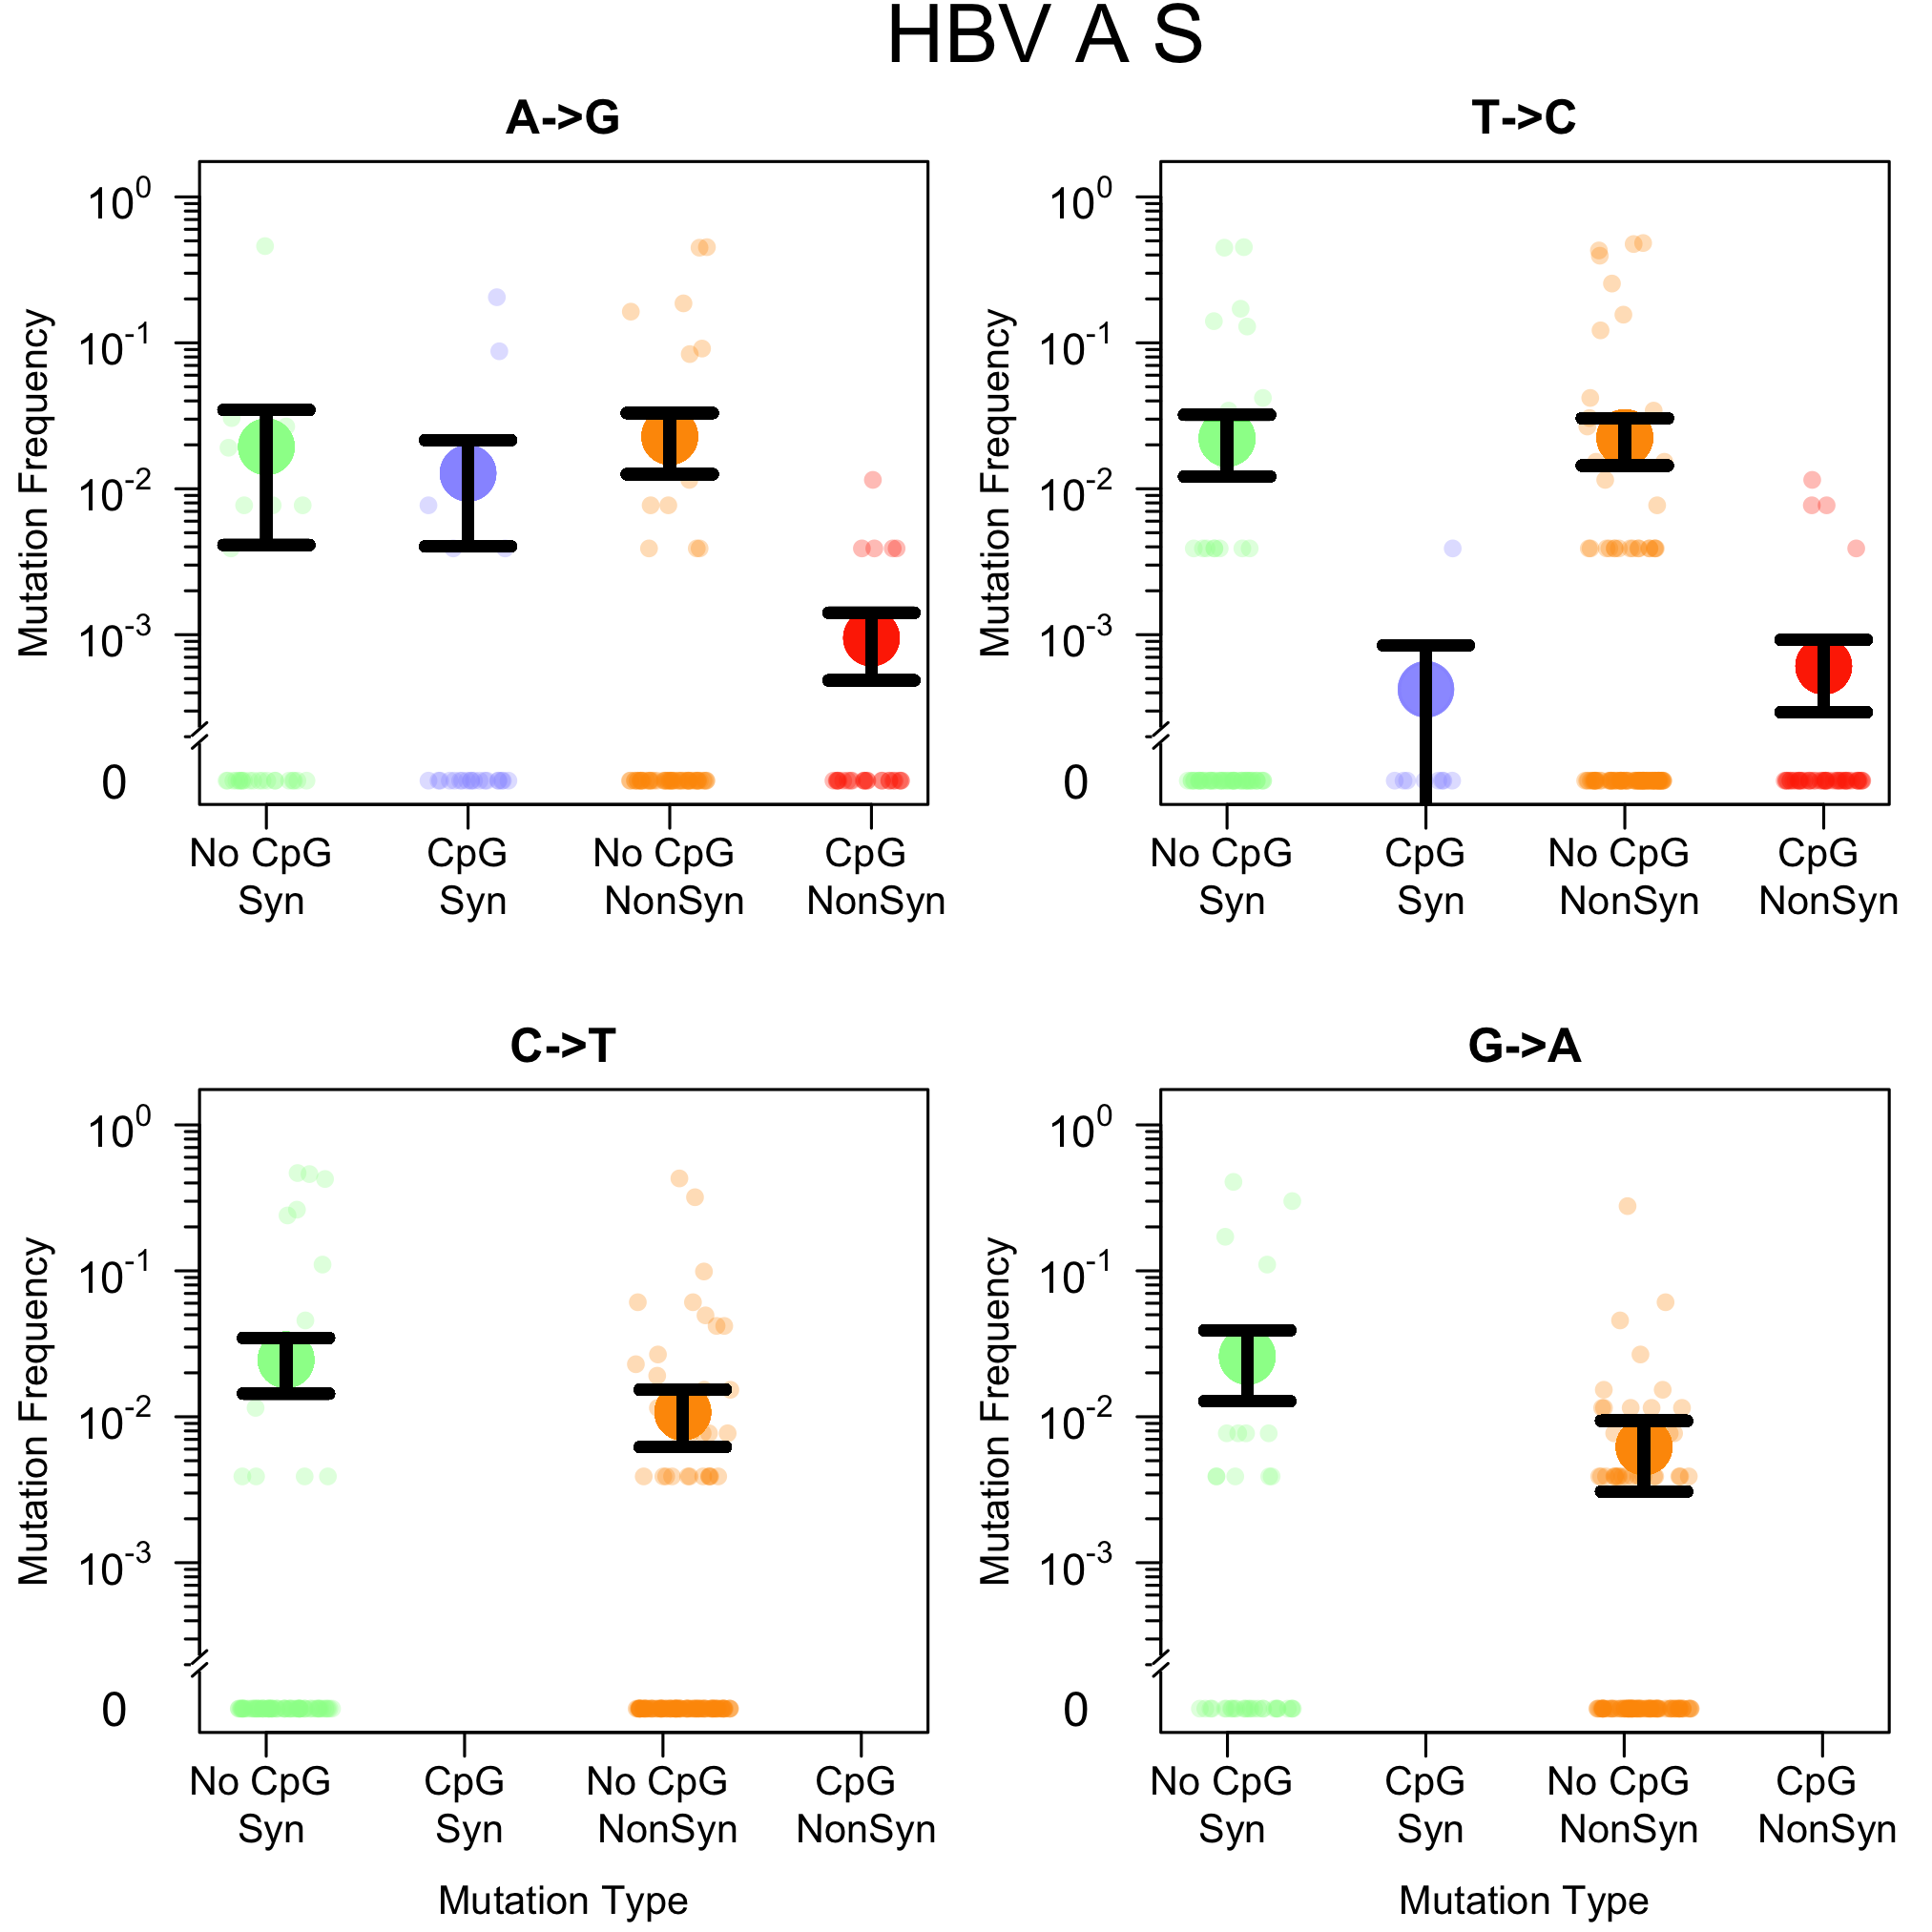 HBV A S
A->G
Mutation Frequency
10^0
10^-1
10^-2
10^-3
0
No CpG CpG No CpG CpG
Syn Syn NonSyn NonSyn
T->C
Mutation Frequency
10^0
10^-1
10^-2
10^-3
0
No CpG CpG No CpG CpG
Syn Syn NonSyn NonSyn
C->T
Mutation Frequency
10^0
10^-1
10^-2
10^-3
0
No CpG CpG No CpG CpG
Syn Syn NonSyn NonSyn
Mutation Type
G->A
Mutation Frequency
10^0
10^-1
10^-2
10^-3
0
No CpG CpG No CpG CpG
Syn Syn NonSyn NonSyn
Mutation Type